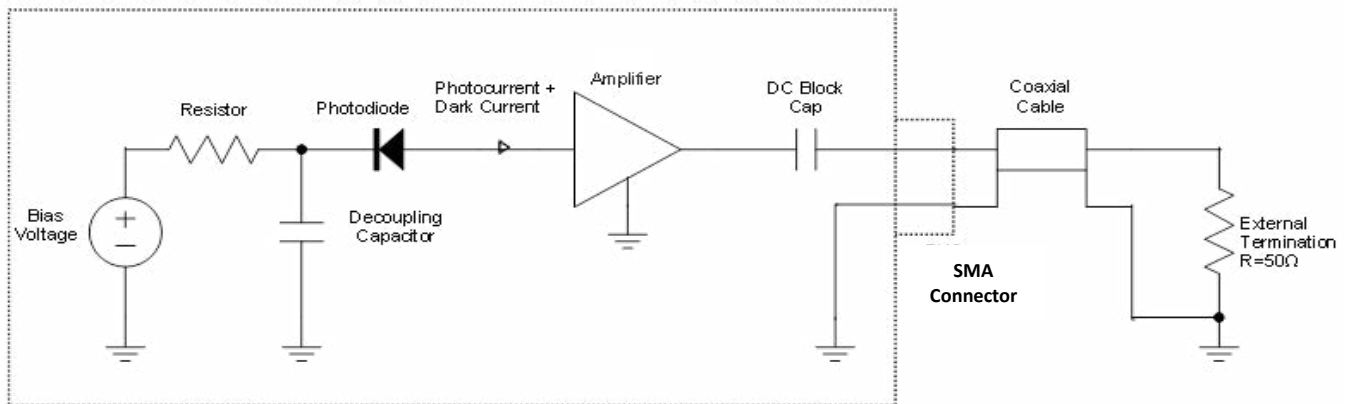 Resistor
Photodiode
Photocurrent +
Dark Current
Amplifier
DC Block
Cap
Coaxial
Cable
Bias
Voltage
+
−
Decoupling
Capacitor
SMA
Connector
External
Termination
R=50Ω